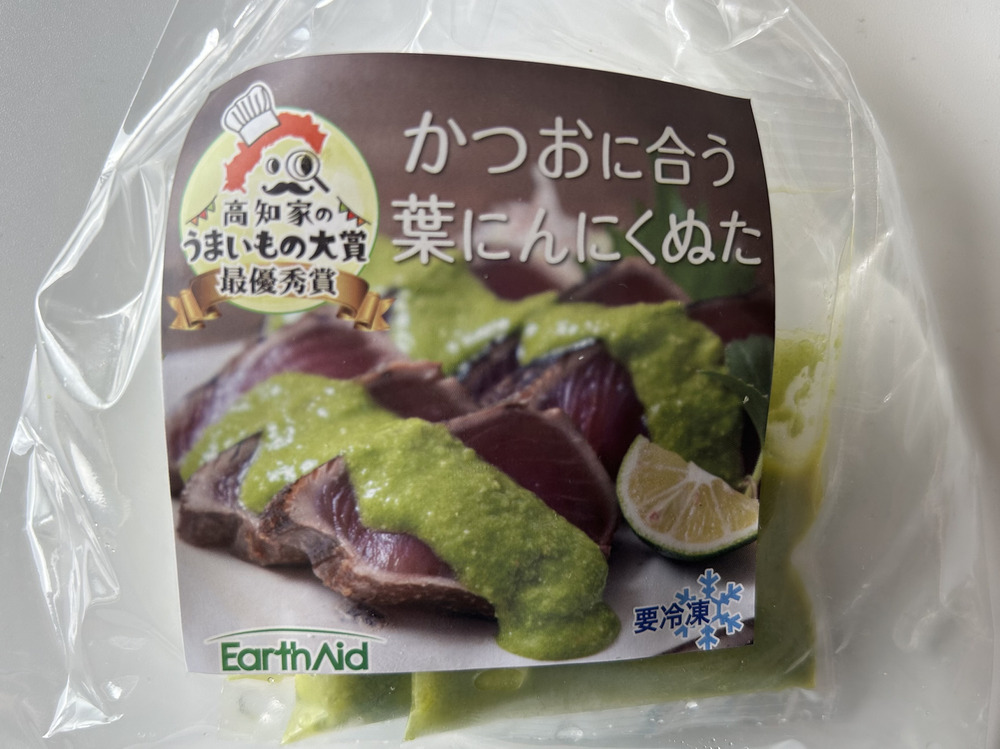 かつおに合う
葉にんにくぬた
高知家の
うまいもの大賞
最優秀賞
要冷凍
EarthAid